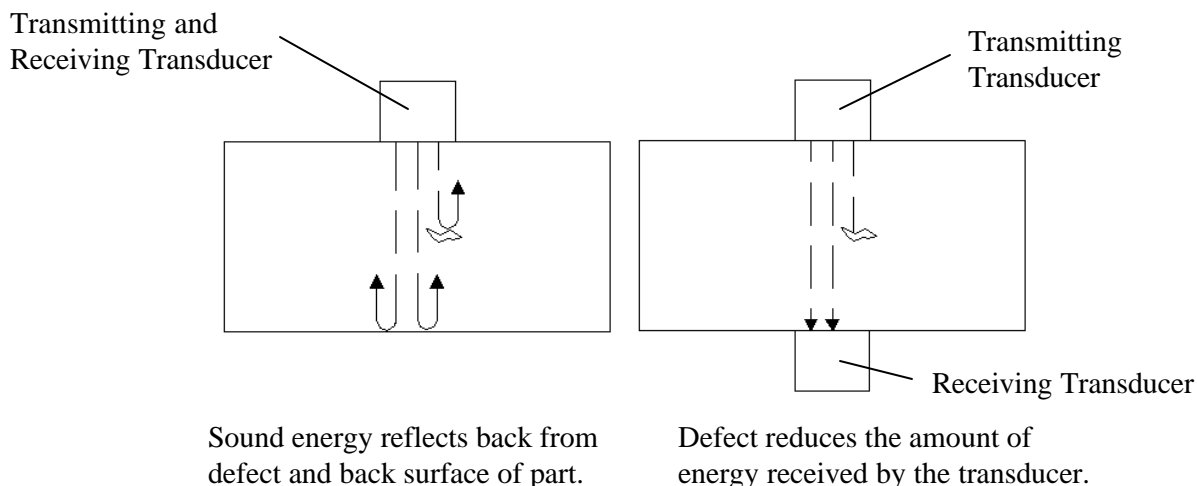 Transmitting and
Receiving Transducer
Transmitting
Transducer
Receiving Transducer
Sound energy reflects back from
defect and back surface of part.
Defect reduces the amount of
energy received by the transducer.